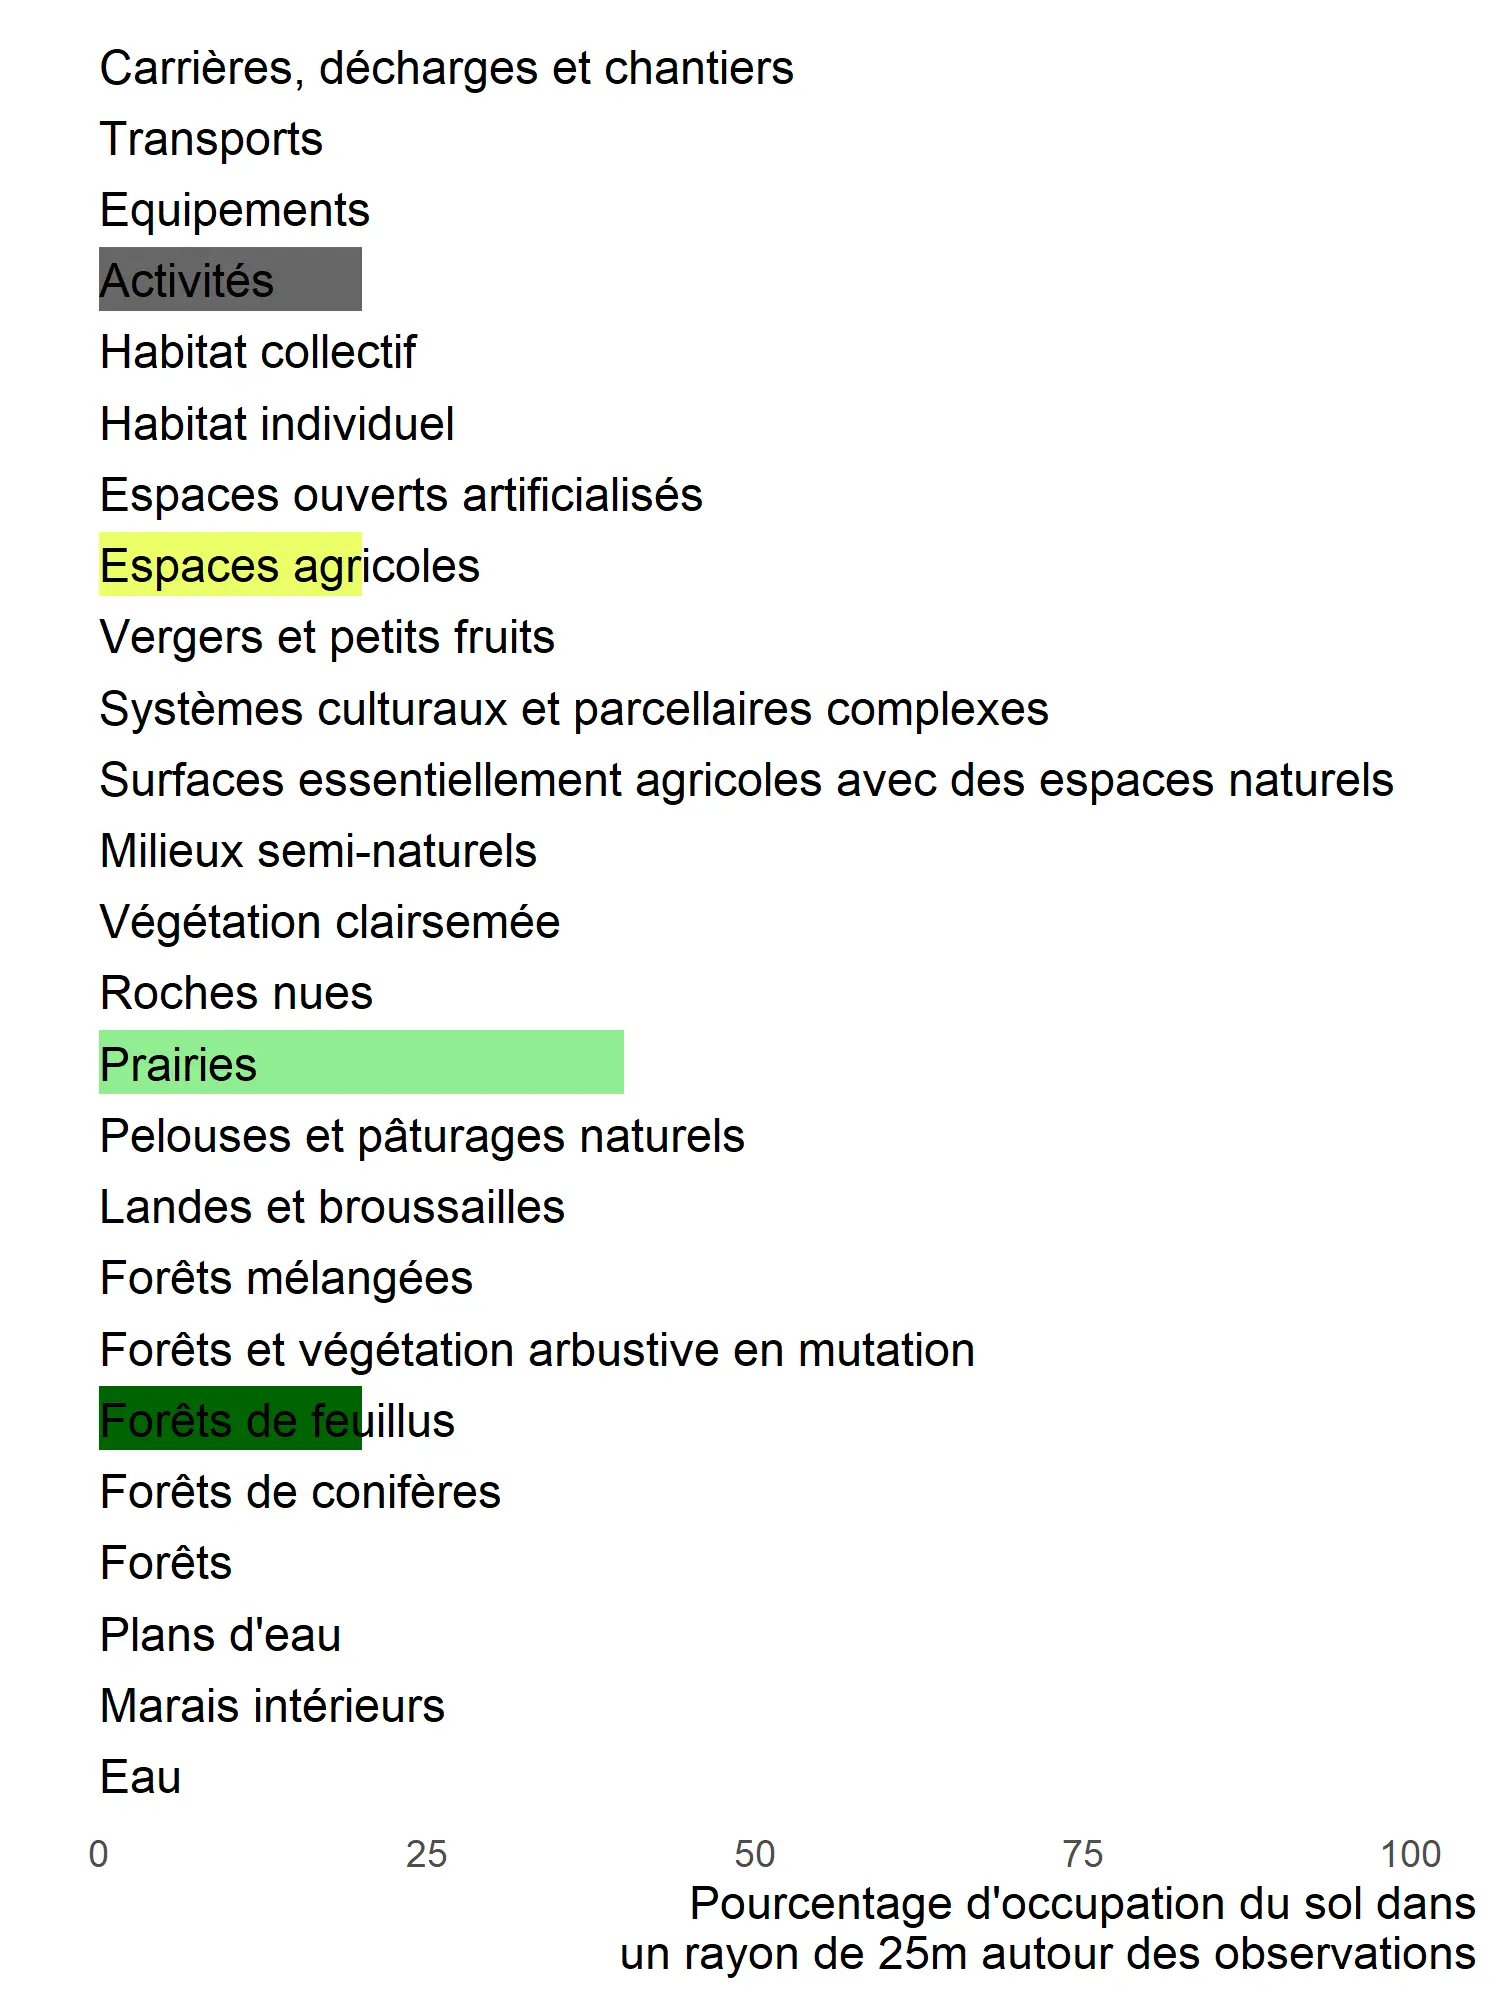 Carrières, décharges et chantiers
Transports
Equipements
Activités
Habitat collectif
Habitat individuel
Espaces ouverts artificialisés
Espaces agricoles
Vergers et petits fruits
Systèmes culturaux et parcellaires complexes
Surfaces essentiellement agricoles avec des espaces naturels
Milieux semi-naturels
Végétation clairsemée
Roches nues
Prairies
Pelouses et pâturages naturels
Landes et broussailles
Forêts mélangées
Forêts et végétation arbustive en mutation
Forêts de feuillus
Forêts de conifères
Forêts
Plans d'eau
Marais intérieurs
Eau
0 25 50 75 100
Pourcentage d'occupation du sol dans
un rayon de 25m autour des observations